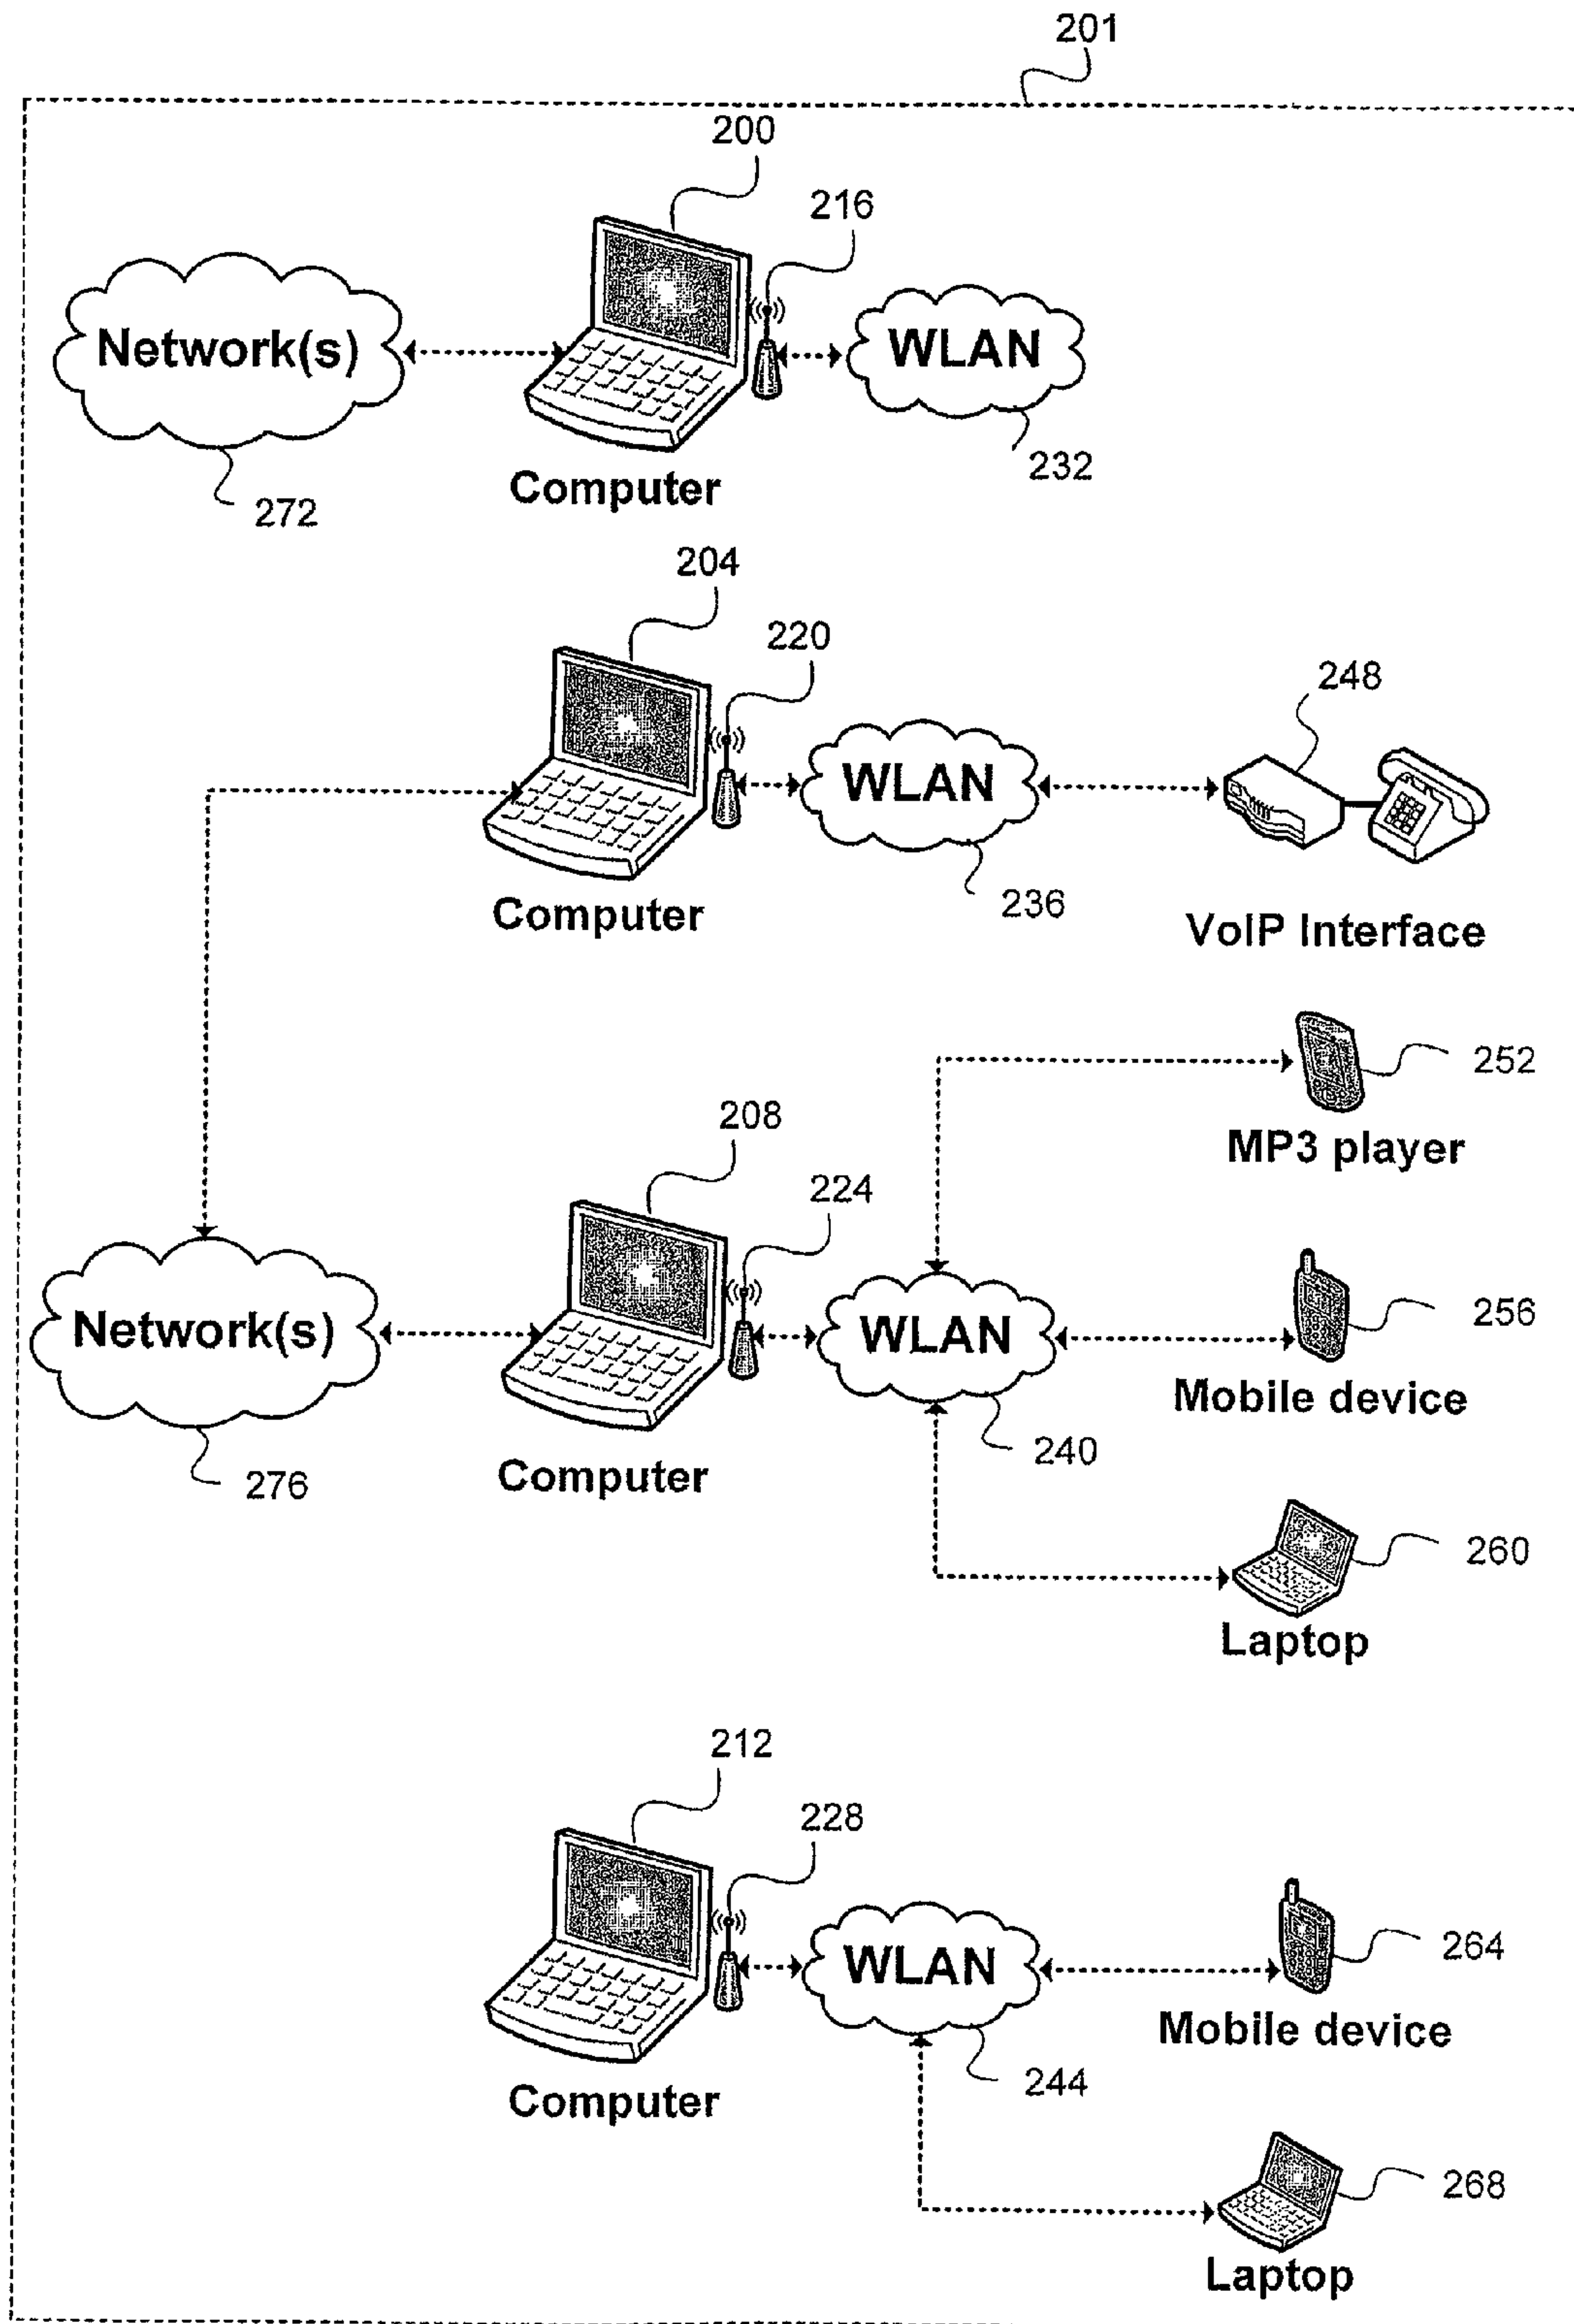 201
200
216
Network(s)
WLAN
232
272
Computer
204
220
248
WLAN
236
Computer
VoIP Interface
252
MP3 player
208
224
256
Network(s)
WLAN
Mobile device
240
276
Computer
260
Laptop
212
228
264
WLAN
Mobile device
244
Computer
268
Laptop